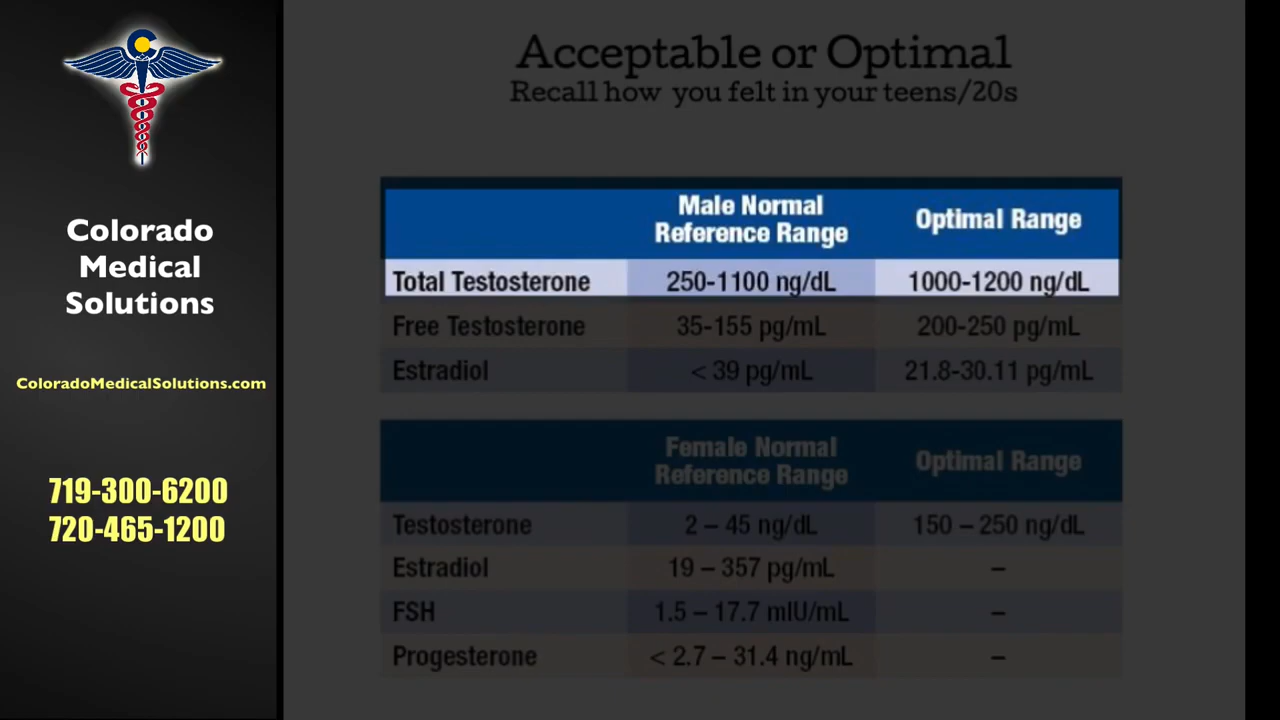 Colorado
Medical
Solutions
ColoradoMedicalSolutions.com
719-300-6200
720-465-1200
Acceptable or Optimal
Recall how you felt in your teens/20s
Male Normal
Reference Range
Optimal Range
Total Testosterone 250-1100 ng/dL 1000-1200 ng/dL
Free Testosterone 35-155 pg/mL 200-250 pg/mL
Estradiol < 39 pg/mL 21.8-30.11 pg/mL
Female Normal
Reference Range
Optimal Range
Testosterone 2 – 45 ng/dL 150 – 250 ng/dL
Estradiol 19 – 357 pg/mL –
FSH 1.5 – 17.7 mIU/mL –
Progesterone < 2.7 – 31.4 ng/mL –